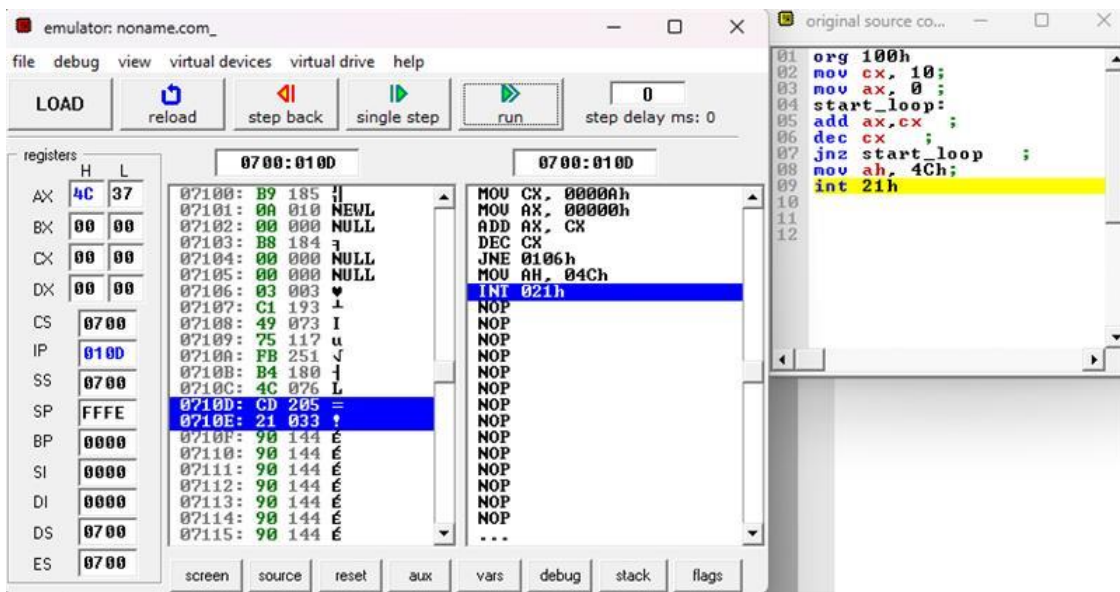 emulator: noname.com_
file debug view virtual devices virtual drive help
LOAD reload step back single step run 0 step delay ms: 0
registers
H L
AX 4C 37
BX 00 00
CX 00 00
DX 00 00
CS 0700
IP 010D
SS 0700
SP FFFE
BP 0000
SI 0000
DI 0000
DS 0700
ES 0700
0700:010D
07100: B9 185 ╣
07101: 0A 010 NEWL
07102: 00 000 NULL
07103: B8 184 ╕
07104: 00 000 NULL
07105: 00 000 NULL
07106: 03 003 ♥
07107: C1 193 ┴
07108: 49 073 I
07109: 75 117 u
0710A: FB 251 √
0710B: B4 180 ┤
0710C: 4C 076 L
0710D: CD 205 =
0710E: 21 033 !
0710F: 90 144 É
07110: 90 144 É
07111: 90 144 É
07112: 90 144 É
07113: 90 144 É
07114: 90 144 É
07115: 90 144 É
0700:010D
MOV CX, 0000Ah
MOV AX, 00000h
ADD AX, CX
DEC CX
JNE 0106h
MOV AH, 04Ch
INT 021h
NOP
NOP
NOP
NOP
NOP
NOP
NOP
NOP
NOP
NOP
NOP
NOP
NOP
NOP
...
screen source reset aux vars debug stack flags
original source co...
01 org 100h
02 mov cx, 10;
03 mov ax, 0 ;
04 start_loop:
05 add ax,cx ;
06 dec cx ;
07 jnz start_loop ;
08 mov ah, 4Ch;
09 int 21h
10
11
12